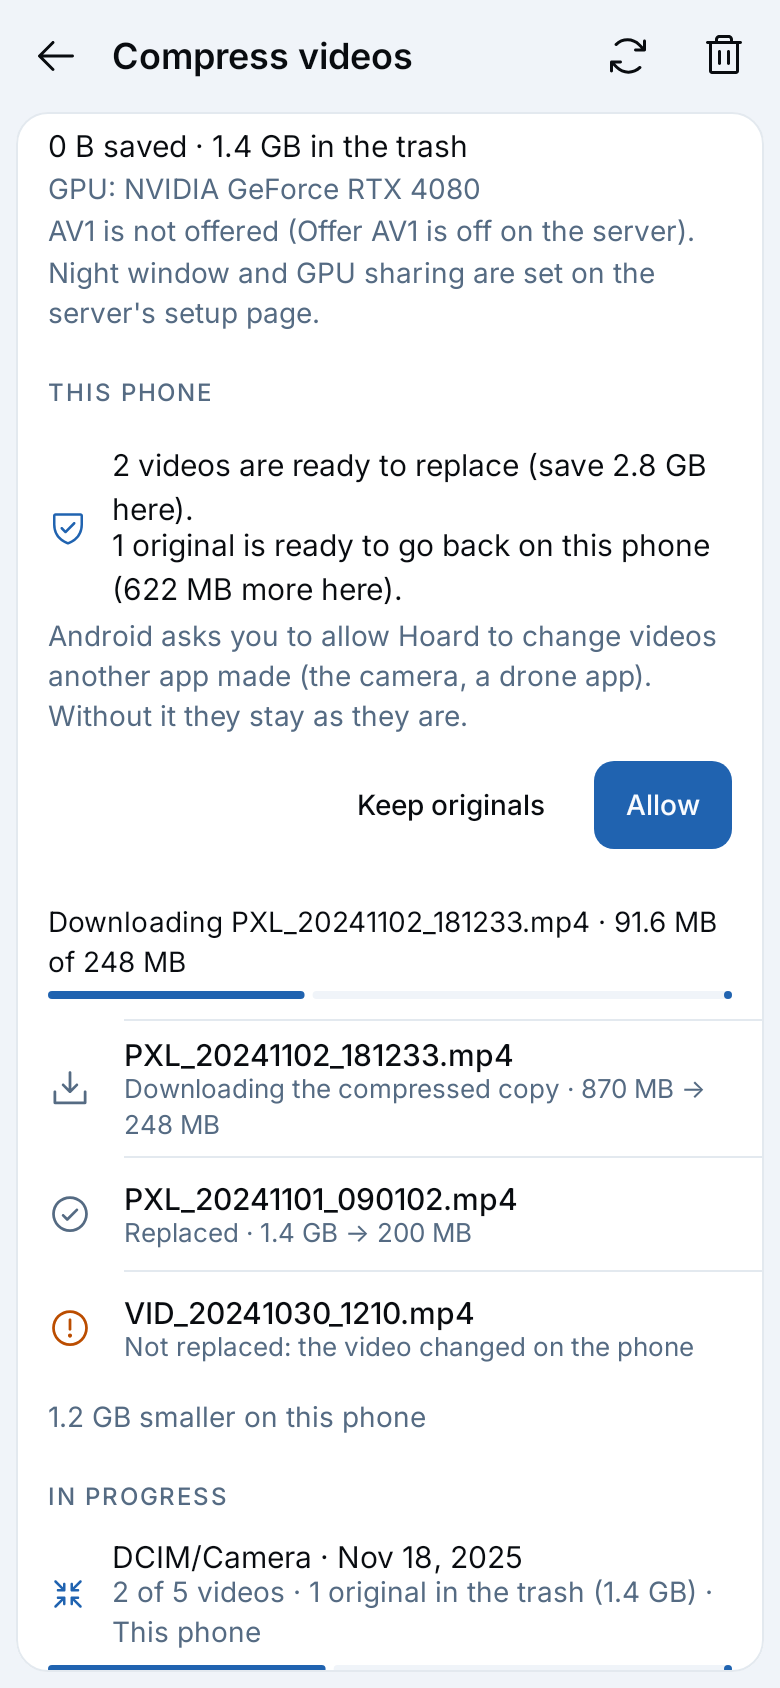 Compress videos
0 B saved · 1.4 GB in the trash
GPU: NVIDIA GeForce RTX 4080
AV1 is not offered (Offer AV1 is off on the server).
Night window and GPU sharing are set on the
server's setup page.
THIS PHONE
2 videos are ready to replace (save 2.8 GB
here).
1 original is ready to go back on this phone
(622 MB more here).
Android asks you to allow Hoard to change videos
another app made (the camera, a drone app).
Without it they stay as they are.
Keep originals
Allow
Downloading PXL_20241102_181233.mp4 · 91.6 MB
of 248 MB
PXL_20241102_181233.mp4
Downloading the compressed copy · 870 MB →
248 MB
PXL_20241101_090102.mp4
Replaced · 1.4 GB → 200 MB
VID_20241030_1210.mp4
Not replaced: the video changed on the phone
1.2 GB smaller on this phone
IN PROGRESS
DCIM/Camera · Nov 18, 2025
2 of 5 videos · 1 original in the trash (1.4 GB) ·
This phone